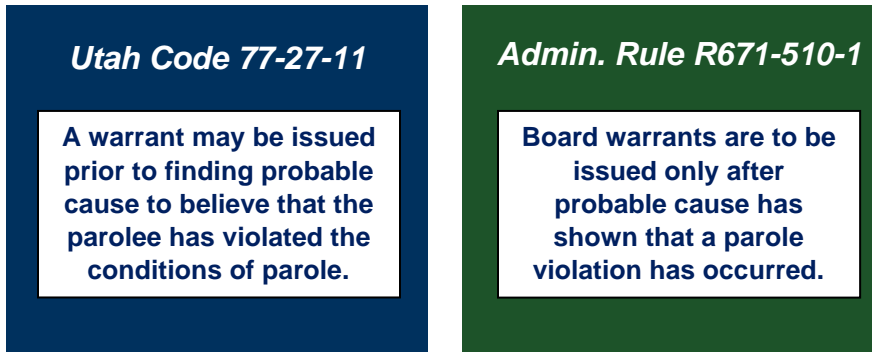 Utah Code 77-27-11
A warrant may be issued
prior to finding probable
cause to believe that the
parolee has violated the
conditions of parole.
Admin. Rule R671-510-1
Board warrants are to be
issued only after
probable cause has
shown that a parole
violation has occurred.